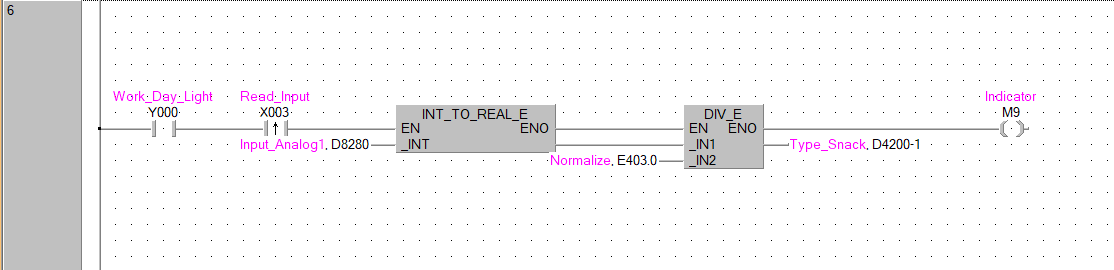 6
Work_Day_Light
Read_Input
Indicator
Y000
X003
INT_TO_REAL_E
DIV_E
M9
EN
ENO
EN
ENO
Input_Analog1, D8280
_INT
_IN1
Type_Snack, D4200-1
Normalize, E403.0
_IN2